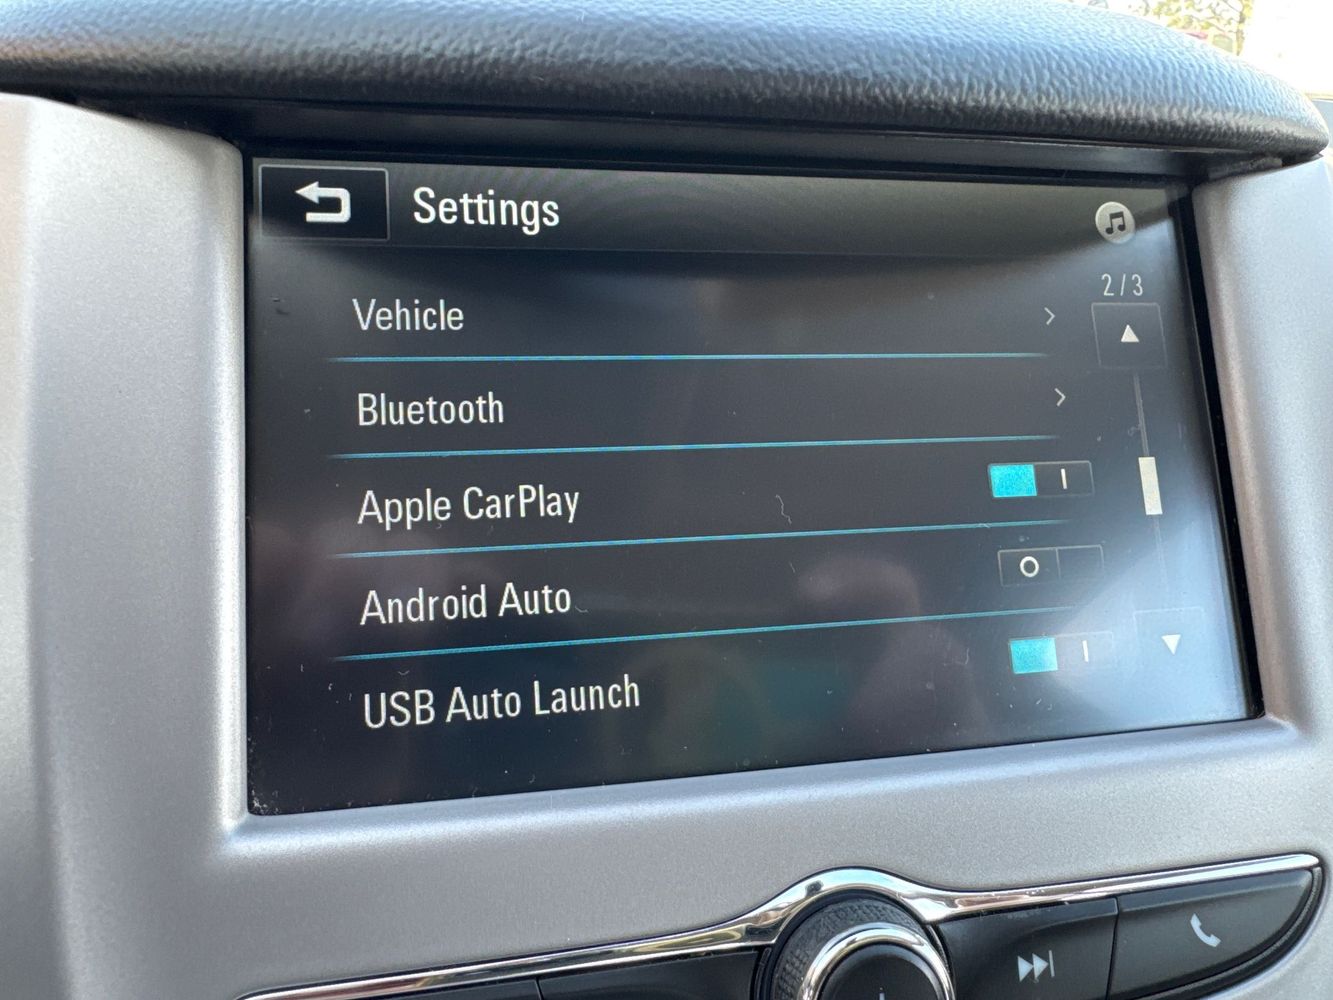 Settings
2/3
Vehicle
Bluetooth
Apple CarPlay
Android Auto
USB Auto Launch